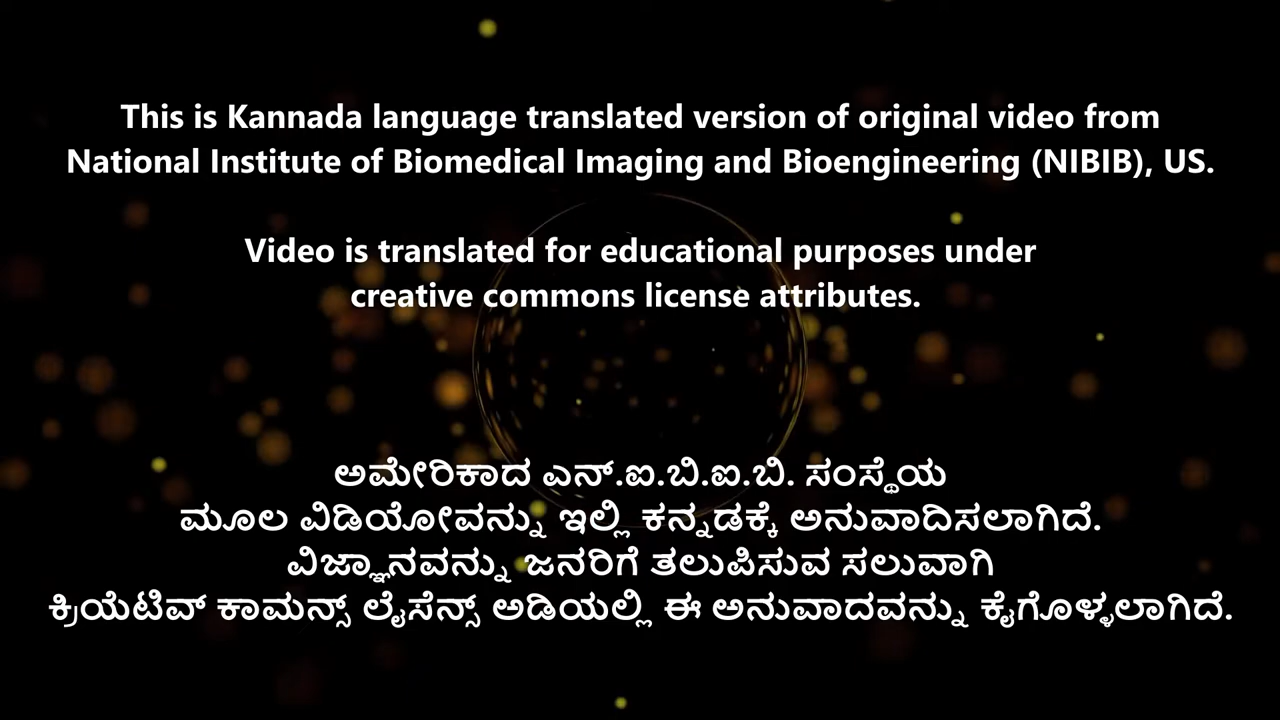 This is Kannada language translated version of original video from
National Institute of Biomedical Imaging and Bioengineering (NIBIB), US.
Video is translated for educational purposes under
creative commons license attributes.
ಅಮೇರಿಕಾದ ಎನ್.ಐ.ಬಿ.ಐ.ಬಿ. ಸಂಸ್ಥೆಯ
ಮೂಲ ವಿಡಿಯೋವನ್ನು ಇಲ್ಲಿ ಕನ್ನಡಕ್ಕೆ ಅನುವಾದಿಸಲಾಗಿದೆ.
ವಿಜ್ಞಾನವನ್ನು ಜನರಿಗೆ ತಲುಪಿಸುವ ಸಲುವಾಗಿ
ಕ್ರಿಯೆಟಿವ್ ಕಾಮನ್ಸ್ ಲೈಸೆನ್ಸ್ ಅಡಿಯಲ್ಲಿ ಈ ಅನುವಾದವನ್ನು ಕೈಗೊಳ್ಳಲಾಗಿದೆ.